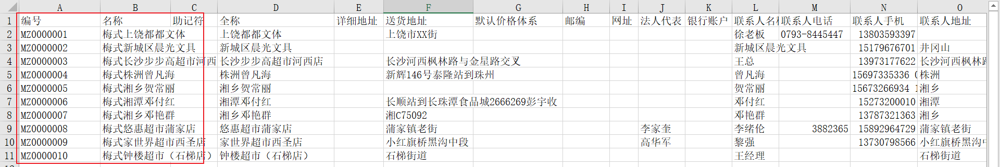 A B C D E F G H I J K L M N O
1 编号 名称 助记符 全称 详细地址 送货地址 默认价格体系 邮编 网址 法人代表 银行账户 联系人名 联系人电话 联系人手机 联系人地址
2 MZ0000001 梅式上饶都都文体 上饶都都文体 上饶市XX街 徐老板 0793-8445447 13803593397
3 MZ0000002 梅式新城区晨光文具 新城区晨光文具 新城区晨光文具 15179676701 井冈山
4 MZ0000003 梅式长沙步步高超市河西 长沙步步高超市河西店 长沙河西枫林路与金星路交叉 王总 13973177622 长沙河西枫林路
5 MZ0000004 梅式株洲曾凡海 株洲曾凡海 新辉146号泰隆站到珠州 曾凡海 15697335336 株洲
6 MZ0000005 梅式湘乡贺常丽 湘乡贺常丽 贺常丽 15673266934 湘乡
7 MZ0000006 梅式湘潭邓付红 湘潭邓付红 长顺站到长珠潭食品城2666269彭宇收 邓付红 15273200010 湘潭
8 MZ0000007 梅式湘乡邓艳群 湘乡邓艳群 湘C75092 邓艳群 13787321363 湘乡
9 MZ0000008 梅式悠惠超市蒲家店 悠惠超市蒲家店 蒲家镇老街 李家奎 李绪伦 3882365 15892964729 蒲家镇老街
10 MZ0000009 梅式家世界超市西圣店 家世界超市西圣店 小红旗桥黑沟中段 高华军 黎强 13730798566 小红旗桥黑沟
11 MZ0000010 梅式钟楼超市（石梯店） 钟楼超市（石梯店） 石梯街道 王经理 石梯街道